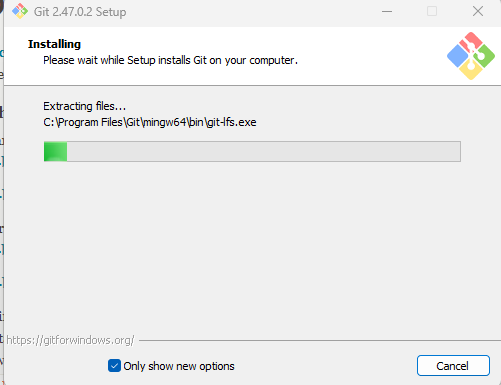 Git 2.47.0.2 Setup
Installing
Please wait while Setup installs Git on your computer.
Extracting files...
C:\Program Files\Git\mingw64\bin\git-lfs.exe
https://gitforwindows.org/
Only show new options
Cancel